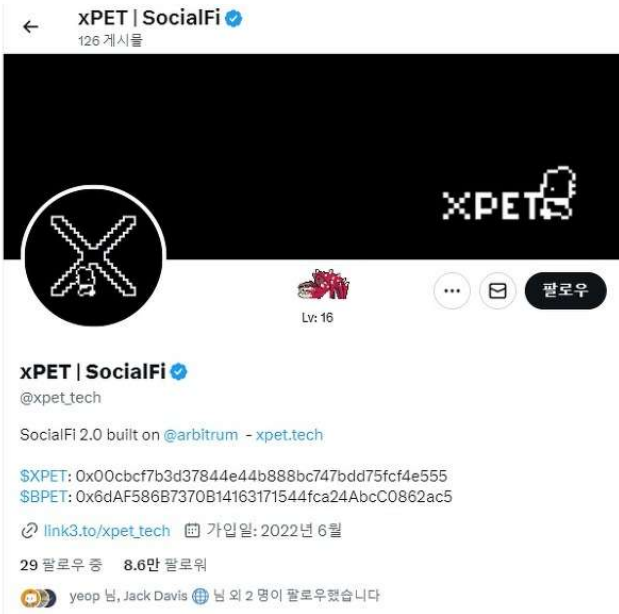 xPET | SocialFi
126 게시물
XPET
Lv: 16
팔로우
xPET | SocialFi
@xpet_tech
SocialFi 2.0 built on @arbitrum - xpet.tech
$XPET: 0x00cbcf7b3d37844e44b888bc747bdd75fcf4e555
$BPET: 0x6dAF586B7370B14163171544fca24AbcC0862ac5
link3.to/xpet_tech 가입일: 2022년 6월
29 팔로우 중 8.6만 팔로워
yeop 님, Jack Davis 님 외 2 명이 팔로우했습니다